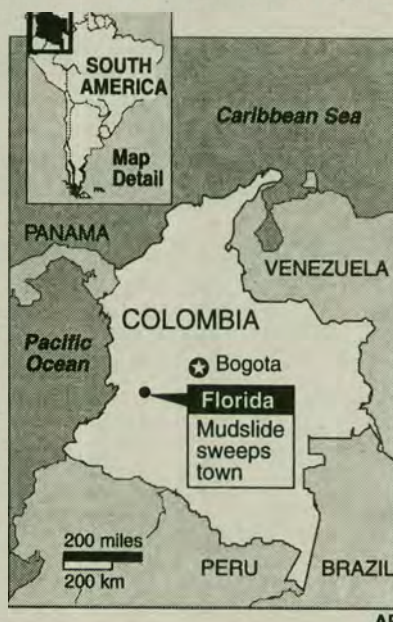 SOUTH
AMERICA
Map
Detail
Caribbean Sea
PANAMA
VENEZUELA
COLOMBIA
Pacific
Ocean
Bogota
Florida
Mudslide
sweeps
town
200 miles
200 km
PERU
BRAZIL